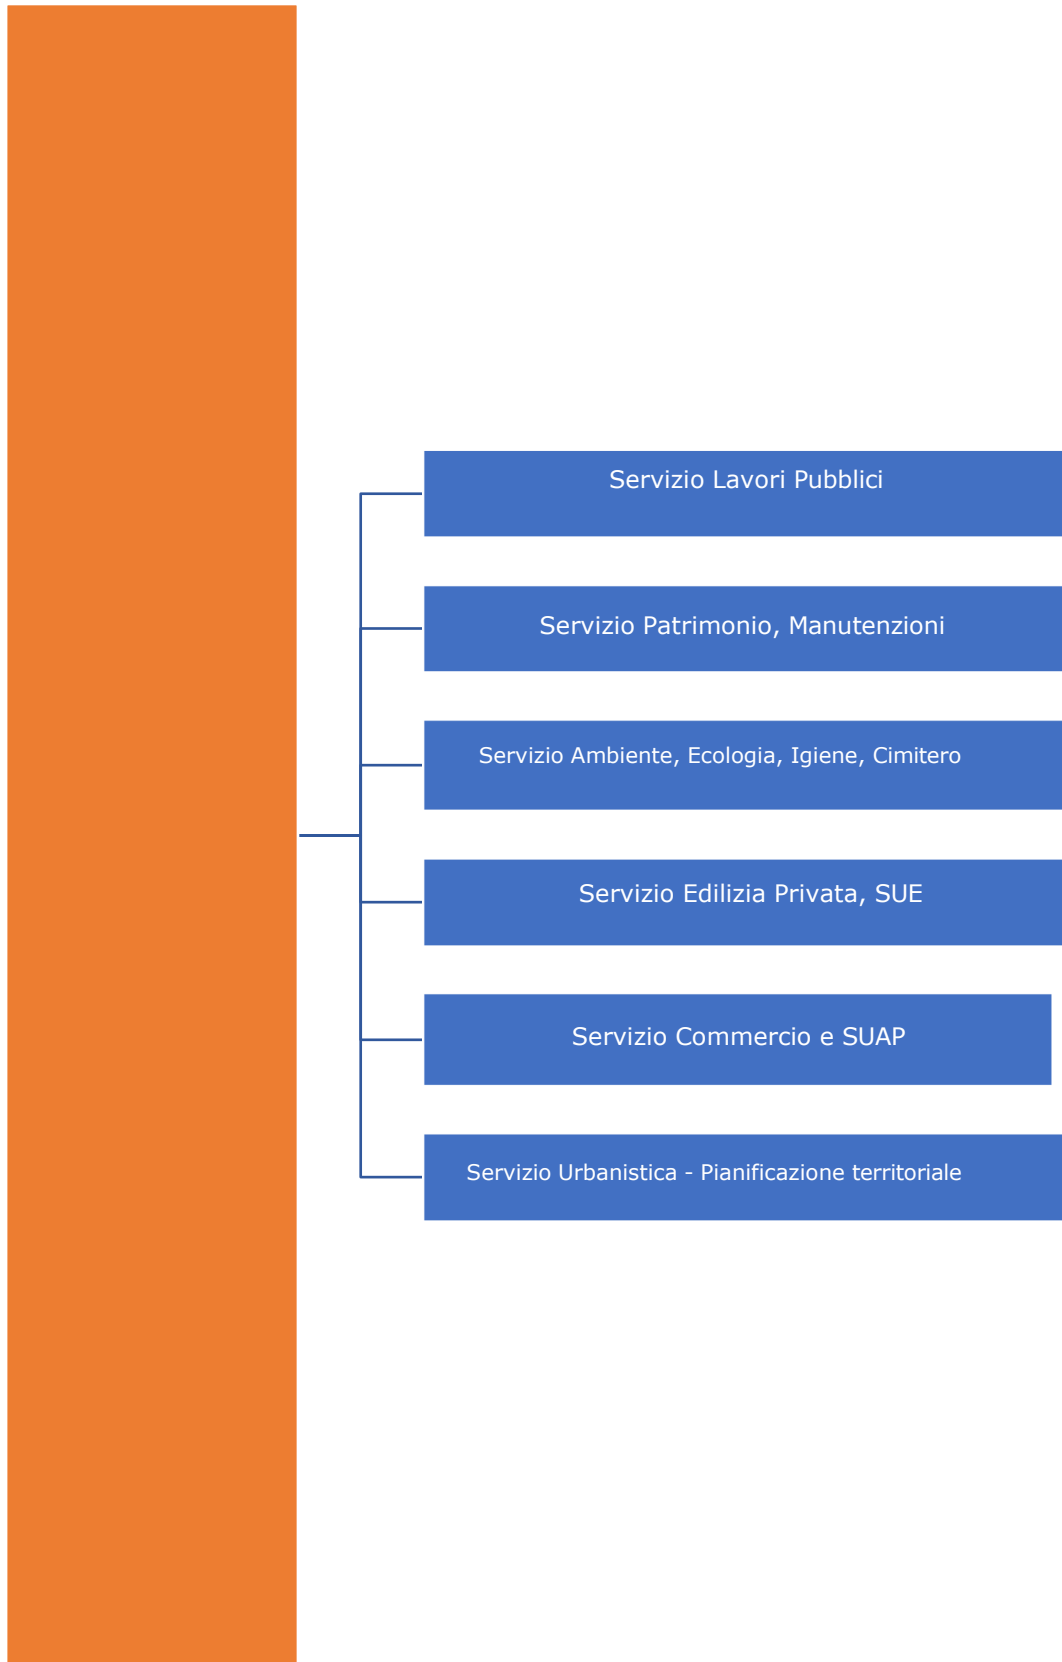 Servizio Lavori Pubblici
Servizio Patrimonio, Manutenzioni
Servizio Ambiente, Ecologia, Igiene, Cimitero
Servizio Edilizia Privata, SUE
Servizio Commercio e SUAP
Servizio Urbanistica - Pianificazione territoriale